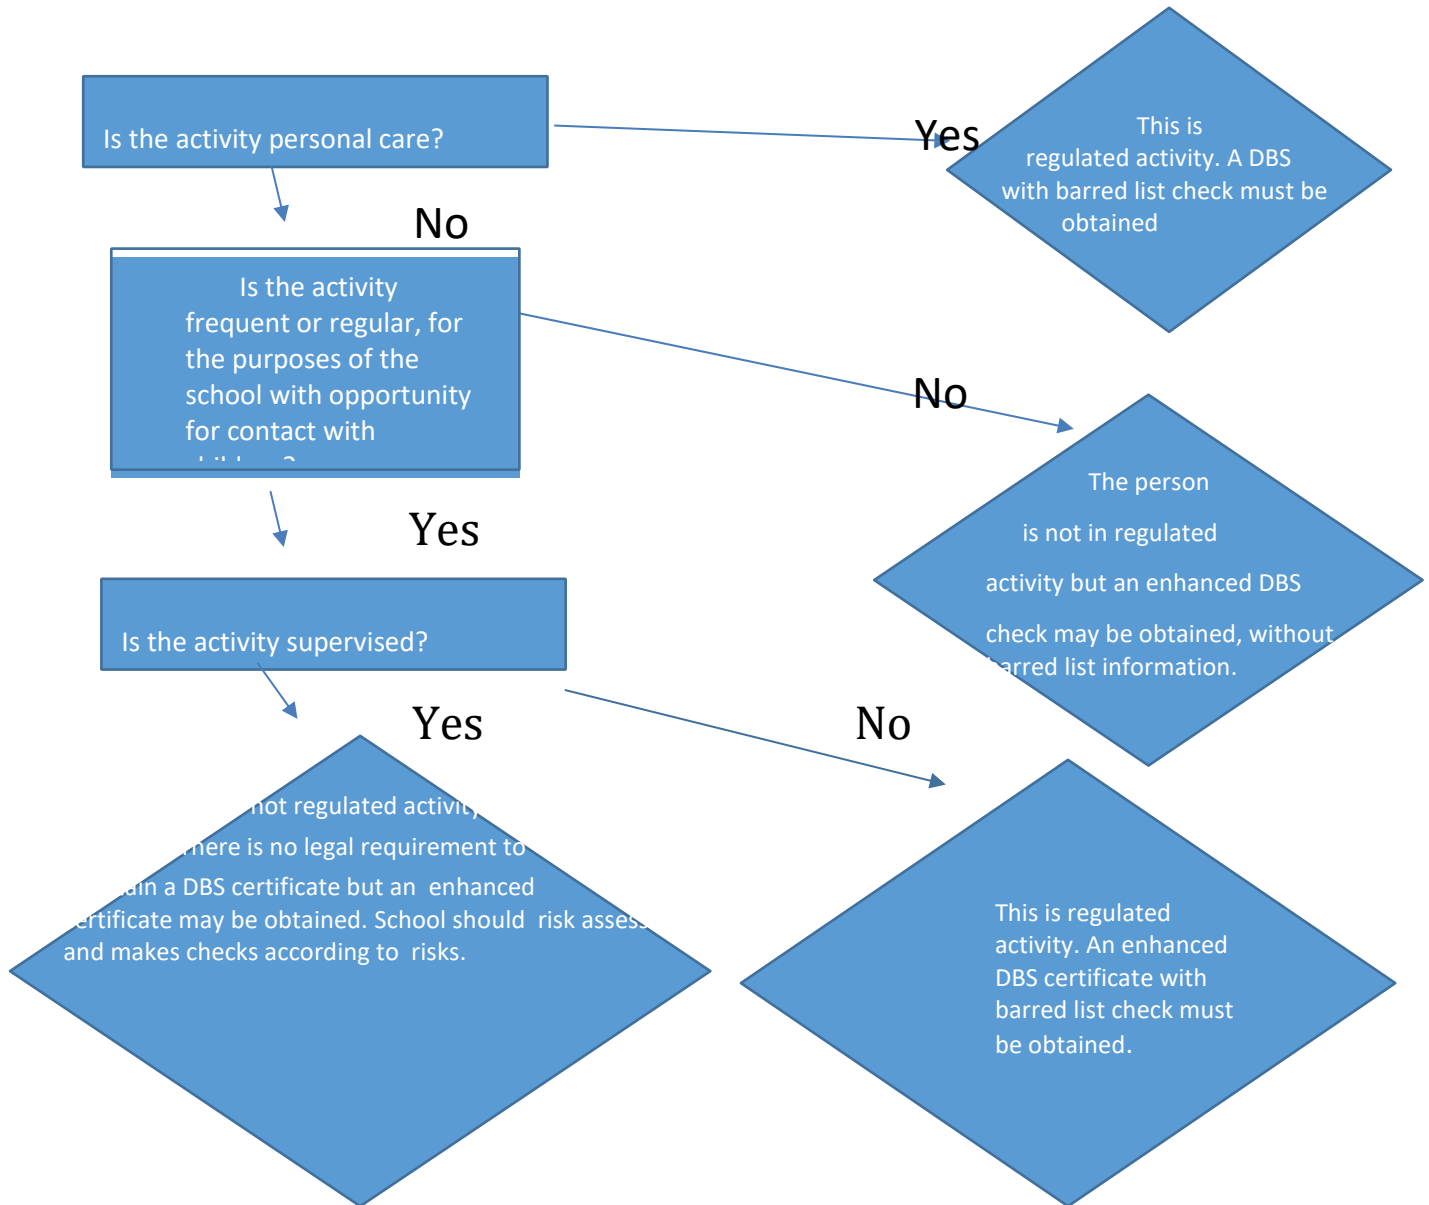 Is the activity personal care?
Yes
This is
regulated activity. A DBS
with barred list check must be
obtained
No
Is the activity
frequent or regular, for
the purposes of the
school with opportunity
for contact with
No
The person
is not in regulated
activity but an enhanced DBS
check may be obtained, without
barred list information.
Yes
Is the activity supervised?
Yes
No
not regulated activity
There is no legal requirement to
a DBS certificate but an enhanced
certificate may be obtained. School should risk assess
and makes checks according to risks.
This is regulated
activity. An enhanced
DBS certificate with
barred list check must
be obtained.